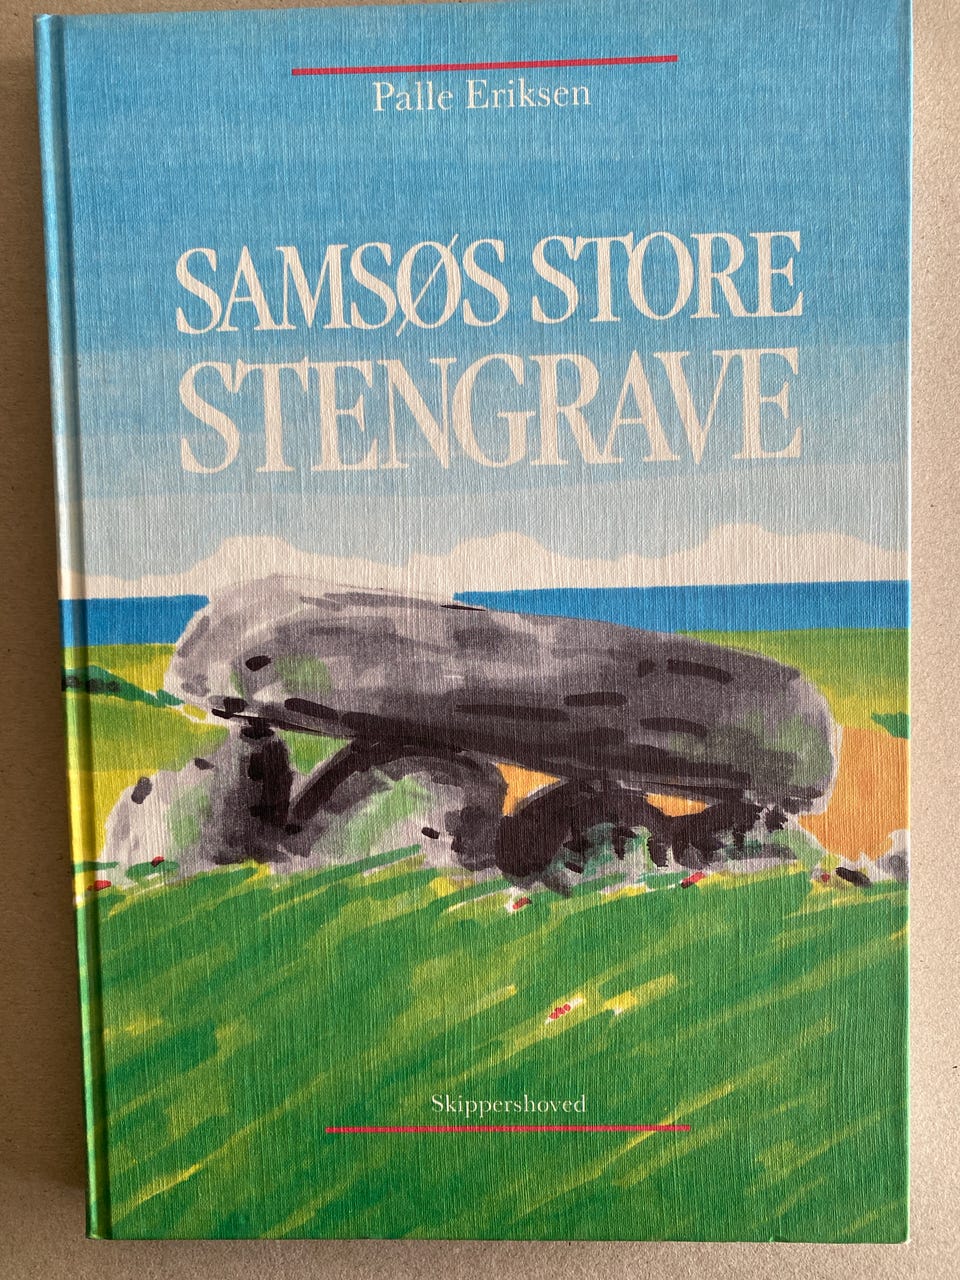 Palle Eriksen
SAMSØS STORE
STENGRAVE
Skippershoved